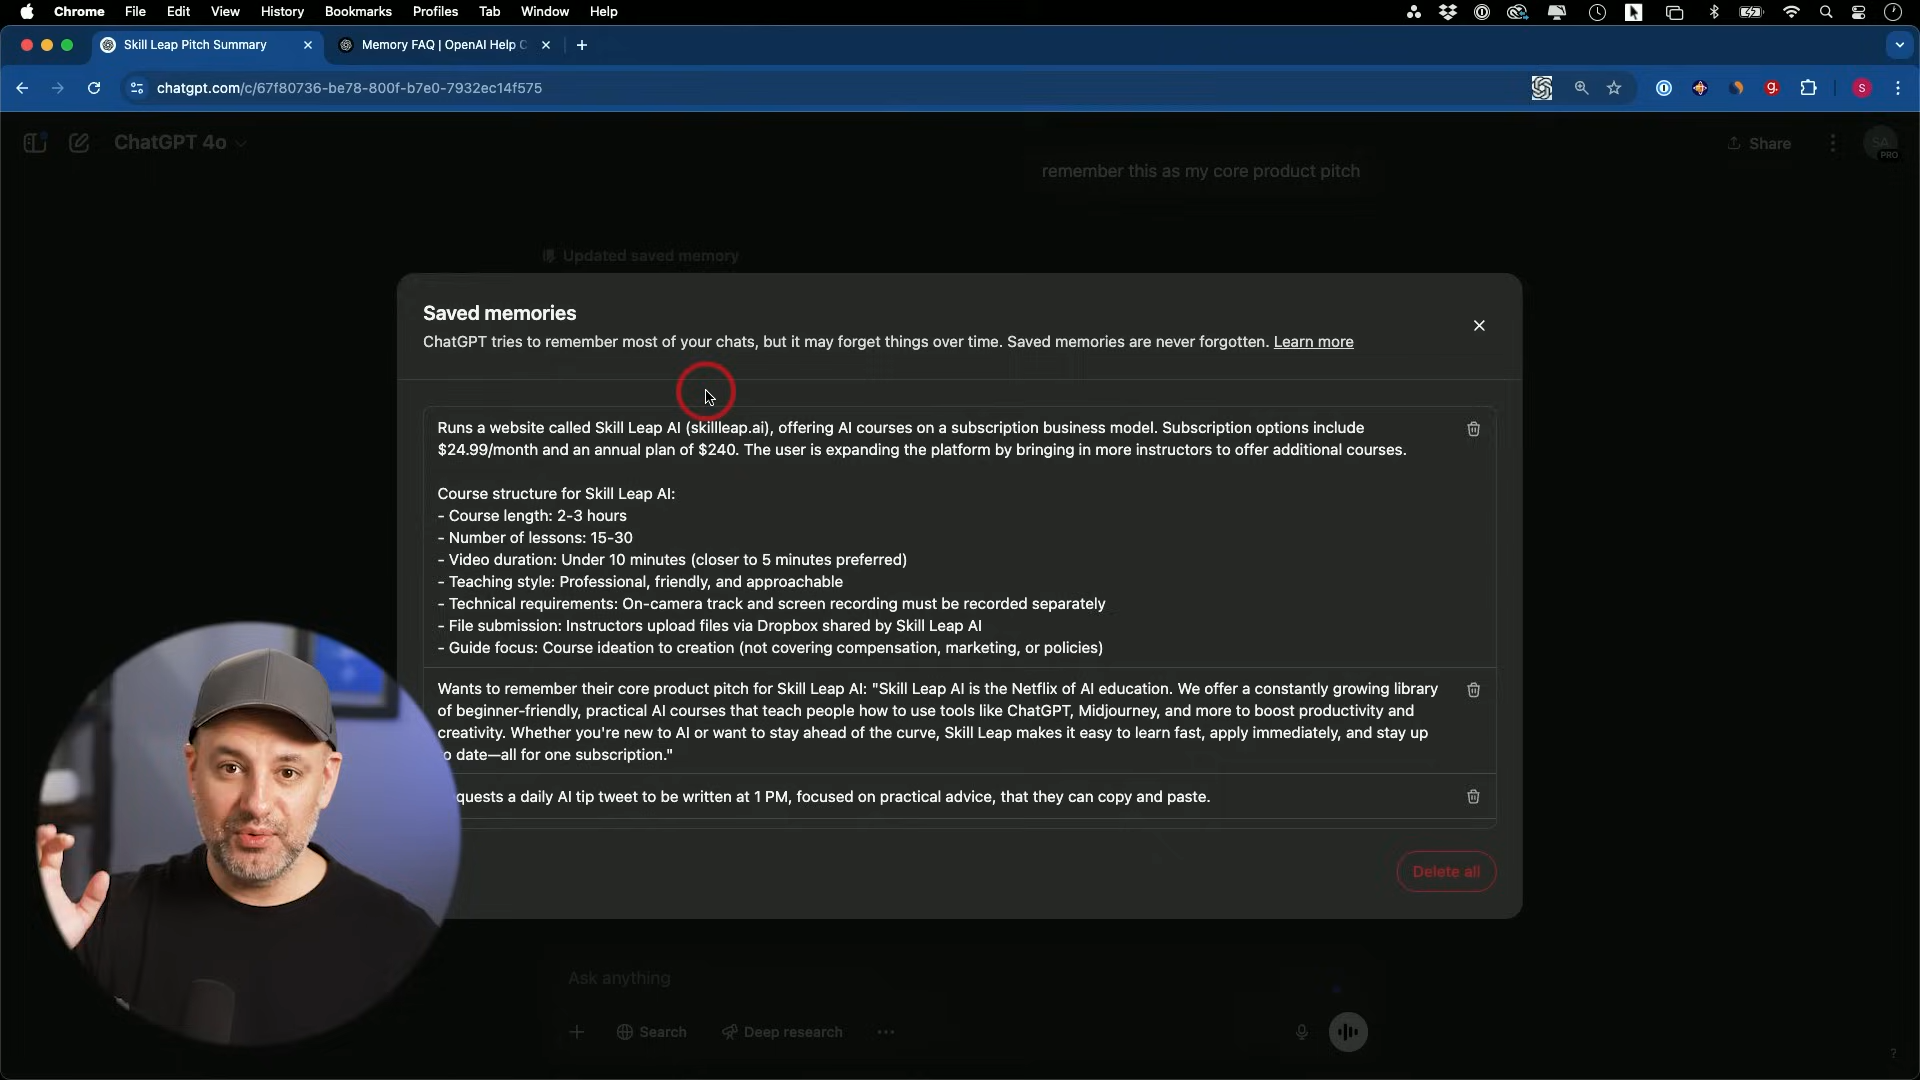 Chrome File Edit View History Bookmarks Profiles Tab Window Help
Skill Leap Pitch Summary
Memory FAQ | OpenAI Help C
chatgpt.com/c/67f80736-be78-800f-b7e0-7932ec14f575
g.
S
ChatGPT 4o
Share
SA
PRO
remember this as my core product pitch
Updated saved memory
Saved memories
ChatGPT tries to remember most of your chats, but it may forget things over time. Saved memories are never forgotten. Learn more
Runs a website called Skill Leap AI (skillleap.ai), offering AI courses on a subscription business model. Subscription options include
$24.99/month and an annual plan of $240. The user is expanding the platform by bringing in more instructors to offer additional courses.
Course structure for Skill Leap AI:
- Course length: 2-3 hours
- Number of lessons: 15-30
- Video duration: Under 10 minutes (closer to 5 minutes preferred)
- Teaching style: Professional, friendly, and approachable
- Technical requirements: On-camera track and screen recording must be recorded separately
- File submission: Instructors upload files via Dropbox shared by Skill Leap AI
- Guide focus: Course ideation to creation (not covering compensation, marketing, or policies)
Wants to remember their core product pitch for Skill Leap AI: "Skill Leap AI is the Netflix of AI education. We offer a constantly growing library
of beginner-friendly, practical AI courses that teach people how to use tools like ChatGPT, Midjourney, and more to boost productivity and
creativity. Whether you're new to AI or want to stay ahead of the curve, Skill Leap makes it easy to learn fast, apply immediately, and stay up
o date—all for one subscription."
quests a daily AI tip tweet to be written at 1 PM, focused on practical advice, that they can copy and paste.
Delete all
Ask anything
Search
Deep research
?